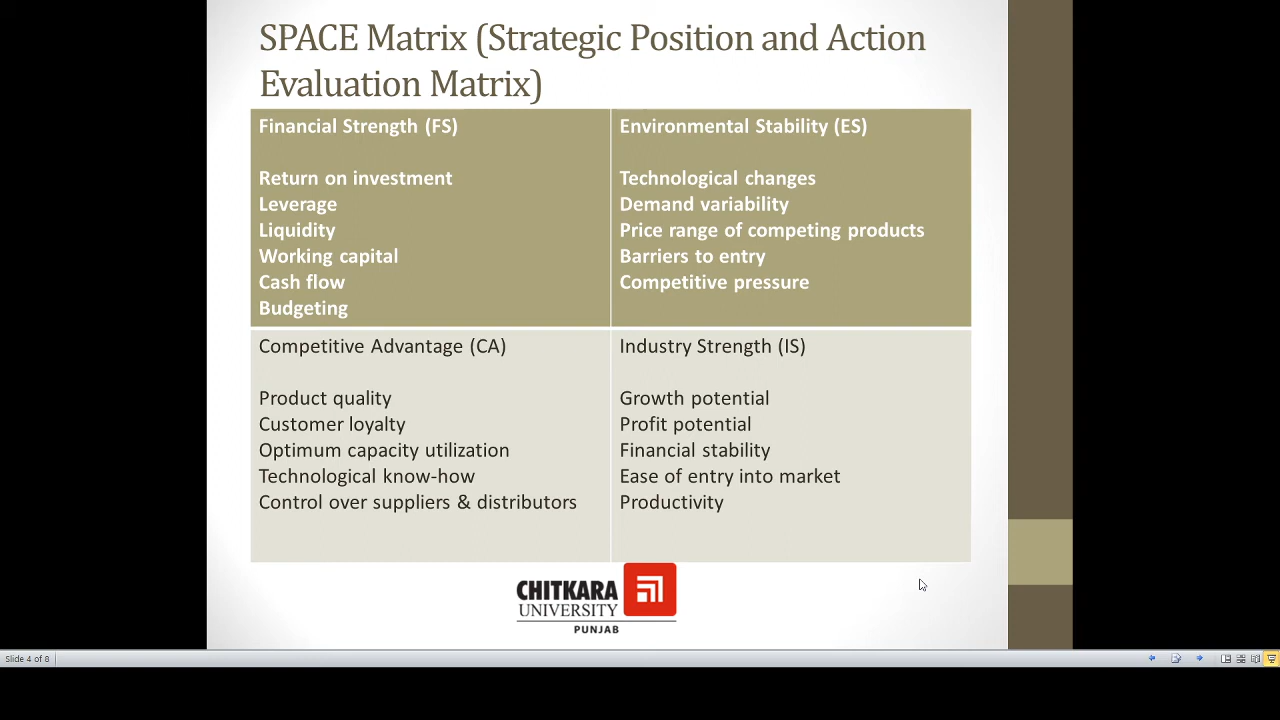 SPACE Matrix (Strategic Position and Action
Evaluation Matrix)
Financial Strength (FS)
Return on investment
Leverage
Liquidity
Working capital
Cash flow
Budgeting
Environmental Stability (ES)
Technological changes
Demand variability
Price range of competing products
Barriers to entry
Competitive pressure
Competitive Advantage (CA)
Product quality
Customer loyalty
Optimum capacity utilization
Technological know-how
Control over suppliers & distributors
Industry Strength (IS)
Growth potential
Profit potential
Financial stability
Ease of entry into market
Productivity
CHITKARA
UNIVERSITY
PUNJAB
Slide 4 of 8